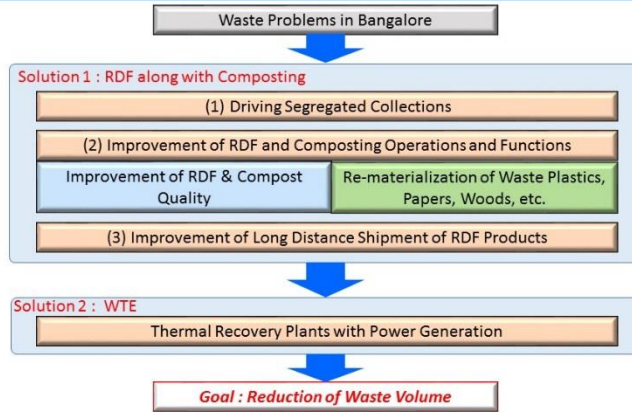 Waste Problems in Bangalore
Solution 1 : RDF along with Composting
(1) Driving Segregated Collections
(2) Improvement of RDF and Composting Operations and Functions
Improvement of RDF & Compost
Quality
Re-materialization of Waste Plastics,
Papers, Woods, etc.
(3) Improvement of Long Distance Shipment of RDF Products
Solution 2 : WTE
Thermal Recovery Plants with Power Generation
Goal : Reduction of Waste Volume